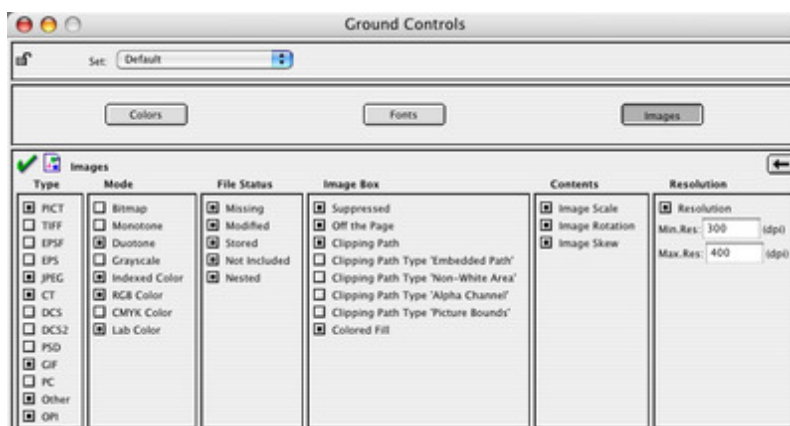 Ground Controls
Set: Default
Colors Fonts Images
Images
Type Mode File Status Image Box Contents Resolution
PICT Bitmap Missing Suppressed Image Scale Resolution
TIFF Monotone Modified Off the Page Image Rotation Min.Res: 300 (dpi)
EPSF Duotone Stored Clipping Path Image Skew Max.Res: 400 (dpi)
EPS Grayscale Not Included Clipping Path Type 'Embedded Path'
JPEG Indexed Color Nested Clipping Path Type 'Non-White Area'
CT RGB Color Clipping Path Type 'Alpha Channel'
DCS CMYK Color Clipping Path Type 'Picture Bounds'
DCS2 Lab Color Colored Fill
PSD
GIF
PC
Other
OPI